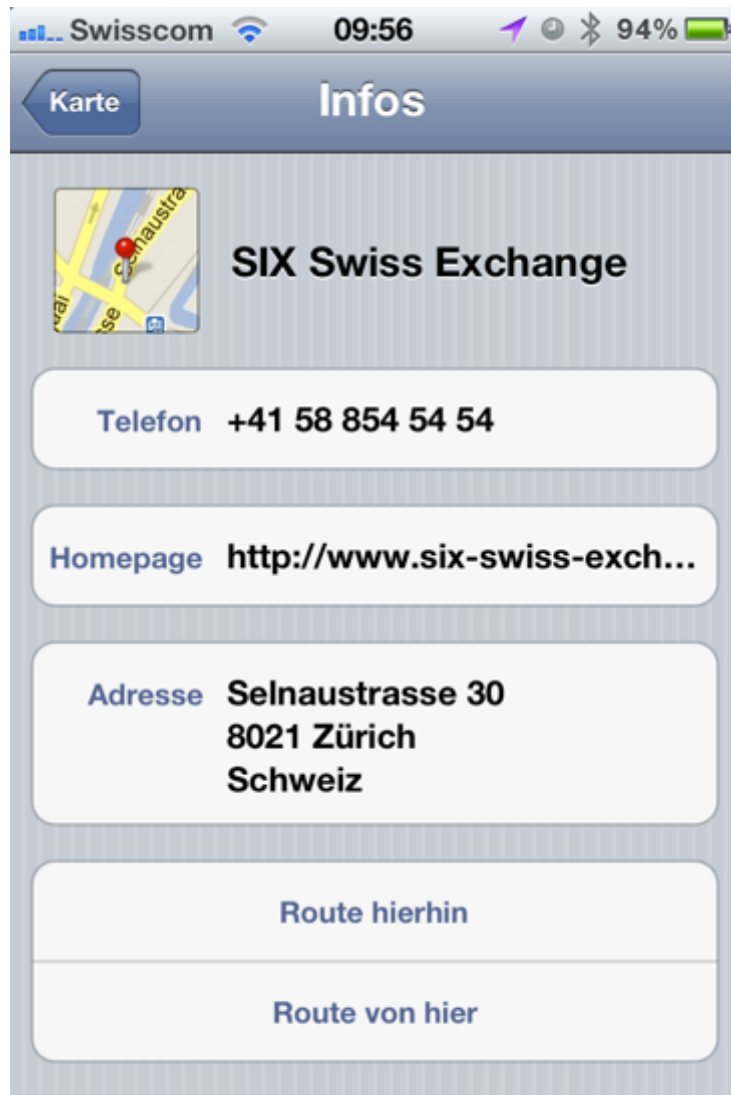 Swisscom 09:56 94%
Karte Infos
SIX Swiss Exchange
Telefon +41 58 854 54 54
Homepage http://www.six-swiss-exch...
Adresse Selnaustrasse 30
8021 Zürich
Schweiz
Route hierhin
Route von hier